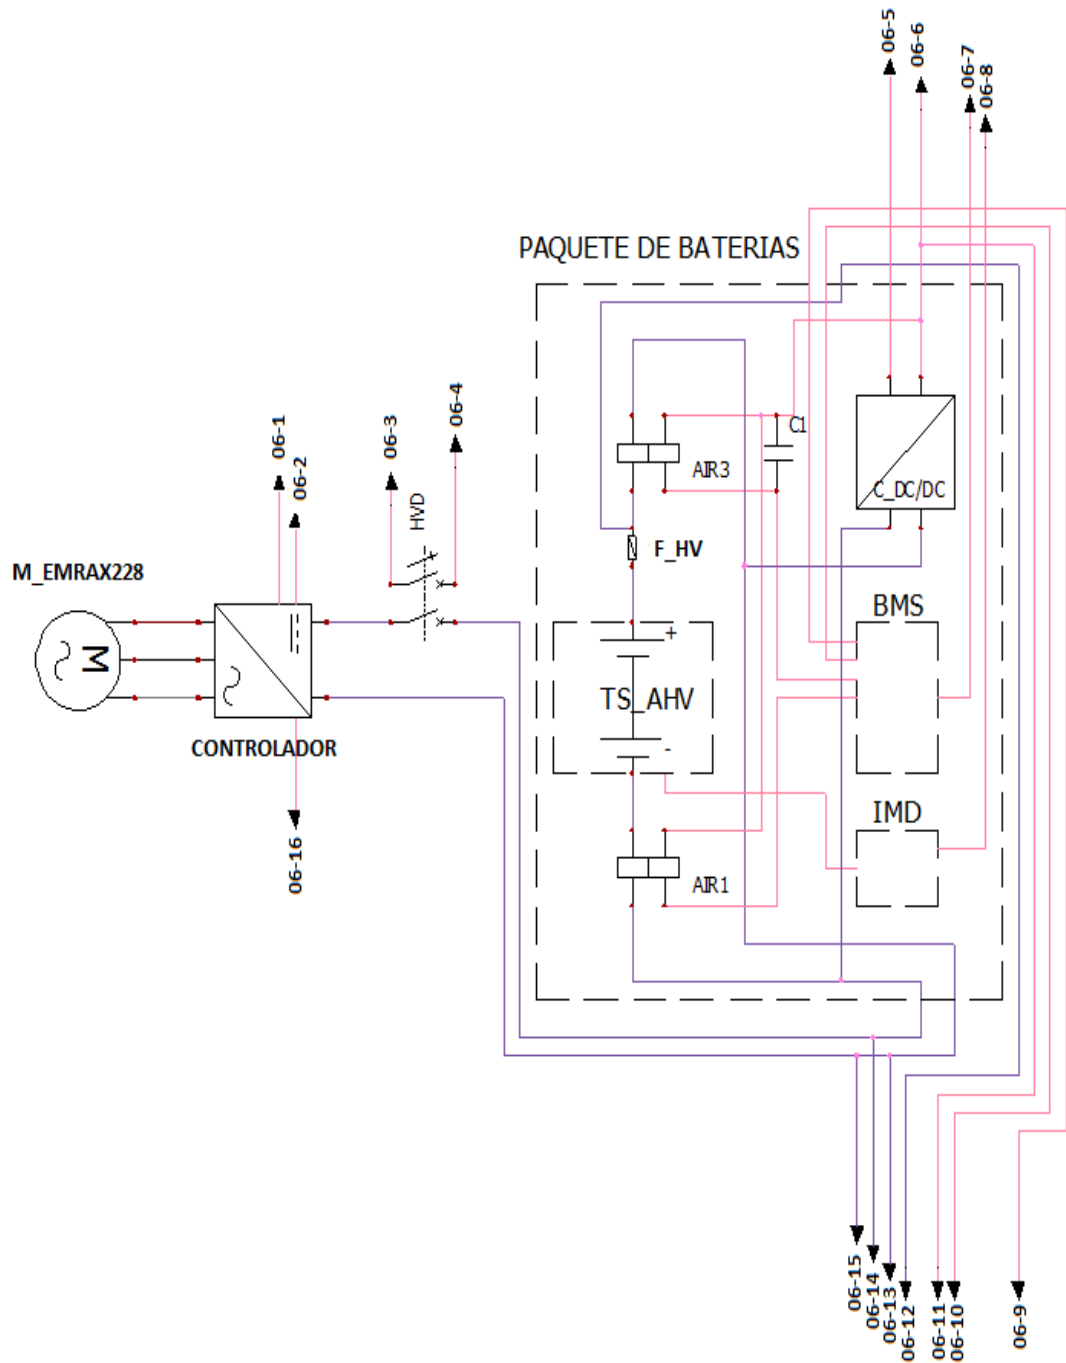 06-5
06-6
06-7
06-8
PAQUETE DE BATERIAS
06-1
06-2
06-3
06-4
HVD
C1
AIR3
C_DC/DC
F_HV
M_EMRAX228
BMS
+
M
TS_AHV
-
CONTROLADOR
IMD
06-16
AIR1
06-15
06-14
06-13
06-12
06-11
06-10
06-9